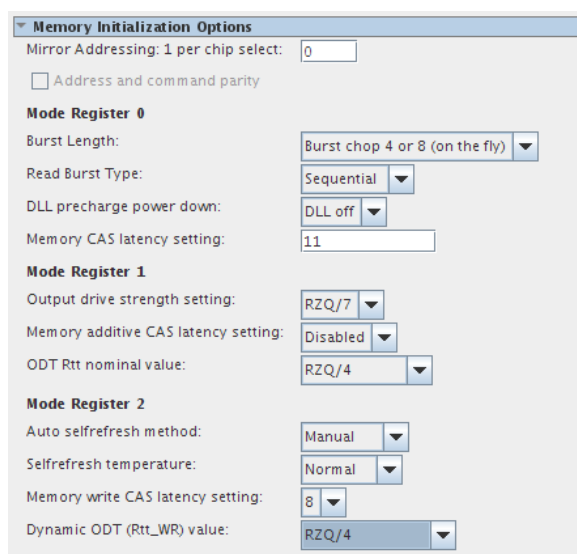 Memory Initialization Options
Mirror Addressing: 1 per chip select: 0
Address and command parity
Mode Register 0
Burst Length: Burst chop 4 or 8 (on the fly)
Read Burst Type: Sequential
DLL precharge power down: DLL off
Memory CAS latency setting: 11
Mode Register 1
Output drive strength setting: RZQ/7
Memory additive CAS latency setting: Disabled
ODT Rtt nominal value: RZQ/4
Mode Register 2
Auto selfrefresh method: Manual
Selfrefresh temperature: Normal
Memory write CAS latency setting: 8
Dynamic ODT (Rtt_WR) value: RZQ/4